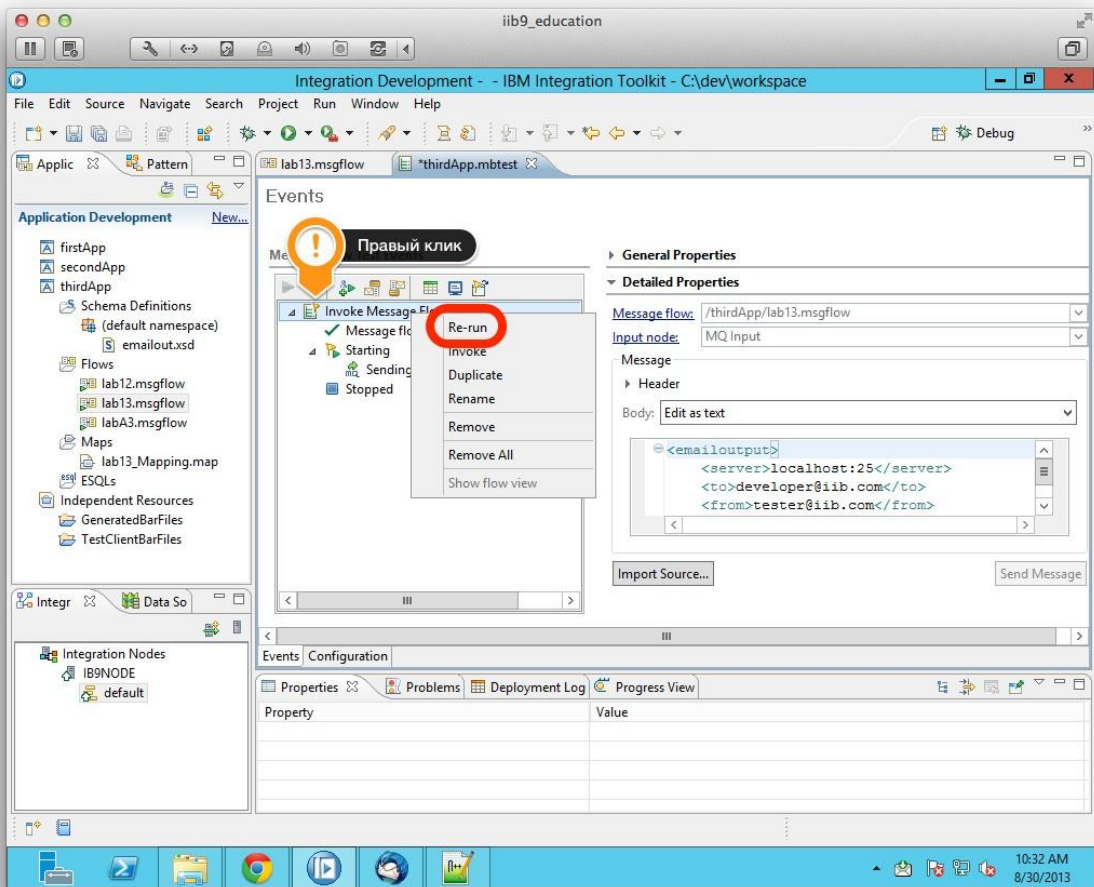 iib9_education
Integration Development - - IBM Integration Toolkit - C:\dev\workspace
File Edit Source Navigate Search Project Run Window Help
Debug
Applic
Pattern
lab13.msgflow
*thirdApp.mbtest
Application Development
New...
firstApp
secondApp
thirdApp
Schema Definitions
(default namespace)
emailout.xsd
Flows
lab12.msgflow
lab13.msgflow
labA3.msgflow
Maps
lab13_Mapping.map
ESQLs
Independent Resources
GeneratedBarFiles
TestClientBarFiles
Events
Правый клик
Invoke Message
Message
Starting
Sending
Stopped
Re-run
Invoke
Duplicate
Rename
Remove
Remove All
Show flow view
General Properties
Detailed Properties
Message flow: /thirdApp/lab13.msgflow
Input node: MQ Input
Message
Header
Body: Edit as text
<emailoutput>
<server>localhost:25</server>
<to>developer@iib.com</to>
<from>tester@iib.com</from>
Import Source...
Send Message
Events
Configuration
Integr
Data So
Integration Nodes
IB9NODE
default
Properties
Problems
Deployment Log
Progress View
Property
Value
10:32 AM
8/30/2013